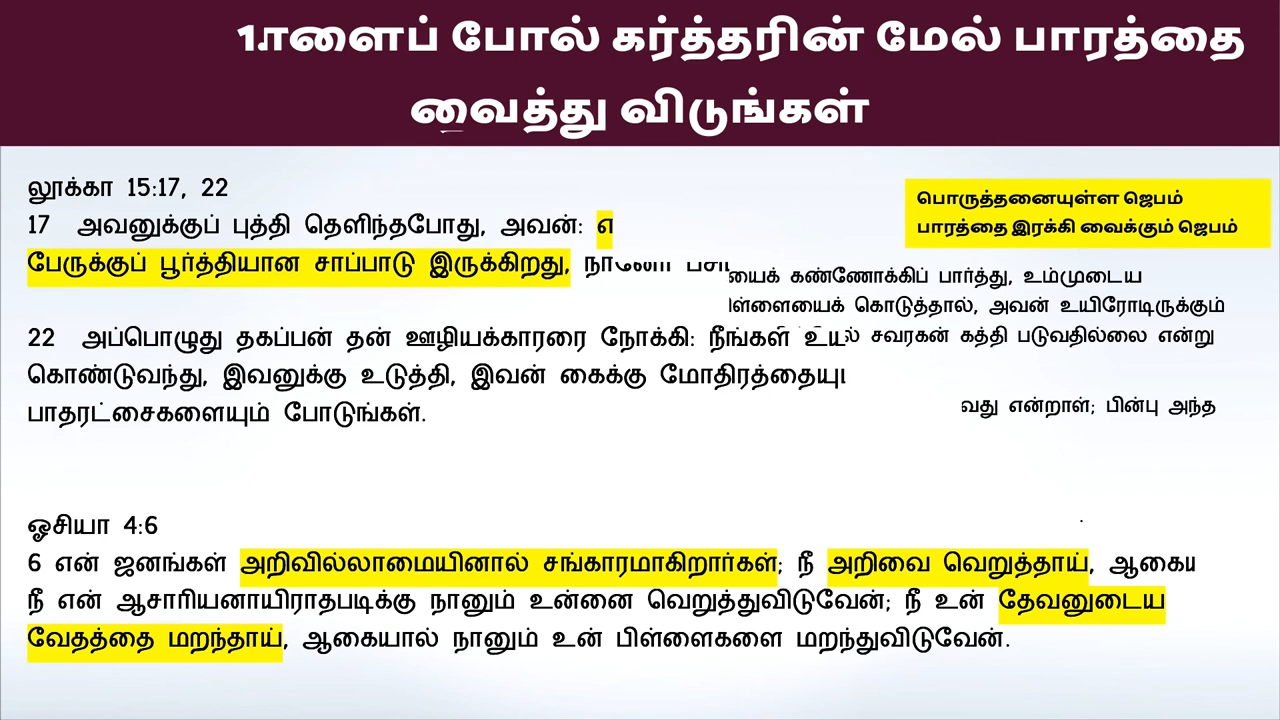 போல் கர்த்தரின் மேல் பாரத்தை
வைத்து விடுங்கள்
லூக்கா 15:17, 22
17 அவனுக்குப் புத்தி தெளிந்தபோது, அவன்: எ
பேருக்குப் பூர்த்தியான சாப்பாடு இருக்கிறது,
22 அப்பொழுது தகப்பன் தன் ஊழியக்காரரை நோக்கி: நீங்கள்
கொண்டுவந்து, இவனுக்கு உடுத்தி, இவன் கைக்கு
பாதரட்சைகளையும் போடுங்கள்.
பொருத்தனையுள்ள ஜெபம்
பாரத்தை இரக்கி வைக்கும் ஜெபம்
யைக் கண்ணோக்கிப் பார்த்து, உம்முடைய
கொடுத்தால், அவன் உயிரோடிருக்கும்
சவரகன் கத்தி படுவதில்லை என்று
வது என்றாள்; பின்பு அந்த
ஓசியா 4:6
6 என் ஜனங்கள் அறிவில்லாமையினால் சங்காரமாகிறார்கள்; நீ அறிவை வெறுத்தாய்,
நீ என் ஆசாரியனாயிராதபடிக்கு நானும் உன்னை வெறுத்துவிடுவேன்; நீ உன் தேவனுடைய
வேதத்தை மறந்தாய், ஆகையால் நானும் உன் பிள்ளைகளை மறந்துவிடுவேன்.